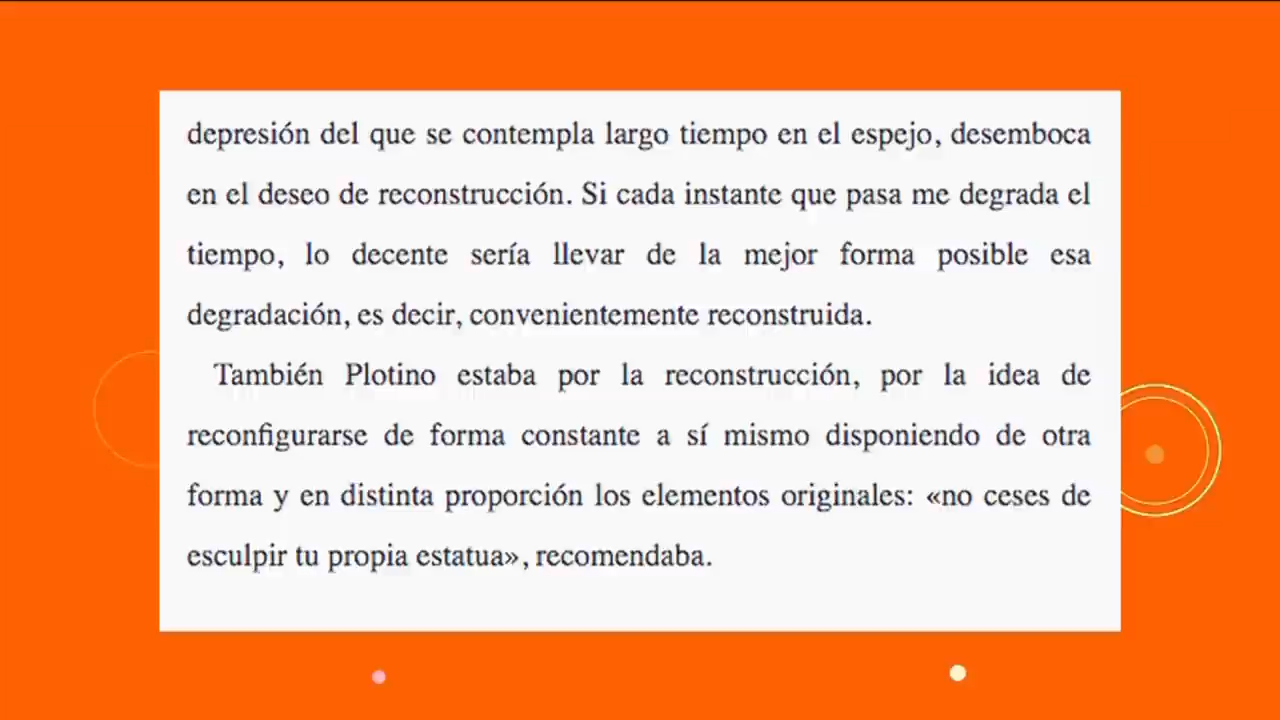 depresión del que se contempla largo tiempo en el espejo, desemboca
en el deseo de reconstrucción. Si cada instante que pasa me degrada el
tiempo, lo decente sería llevar de la mejor forma posible esa
degradación, es decir, convenientemente reconstruida.
También Plotino estaba por la reconstrucción, por la idea de
reconfigurarse de forma constante a sí mismo disponiendo de otra
forma y en distinta proporción los elementos originales: «no ceses de
esculpir tu propia estatua», recomendaba.